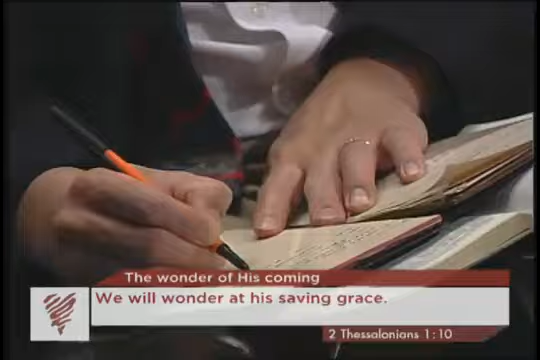 The wonder of His coming
We will wonder at his saving grace.
2 Thessalonians 1:10